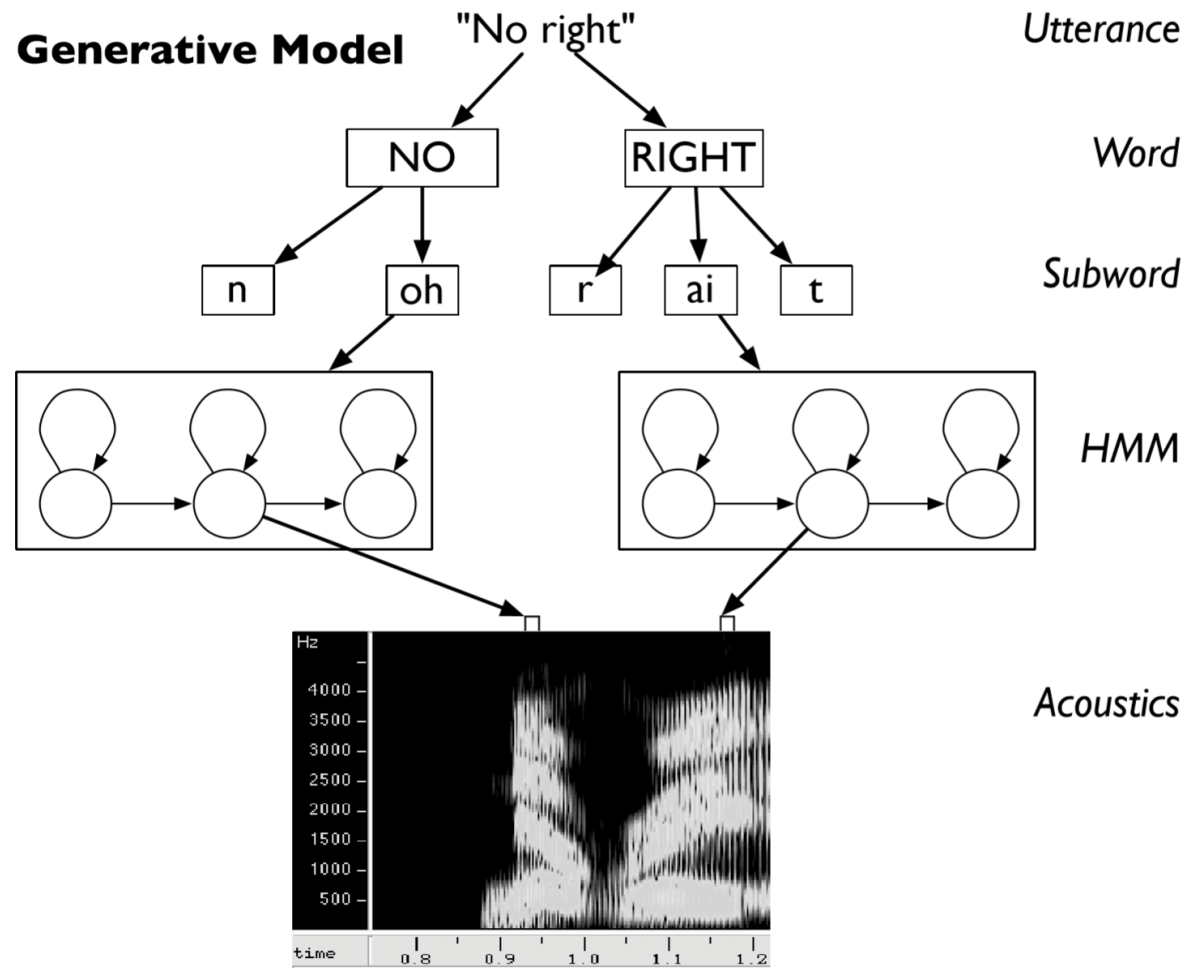 Generative Model
"No right"
Utterance
NO
RIGHT
Word
n
oh
r
ai
t
Subword
HMM
Hz
4000
3500
3000
2500
2000
1500
1000
500
Acoustics
time
0.8
0.9
1.0
1.1
1.2